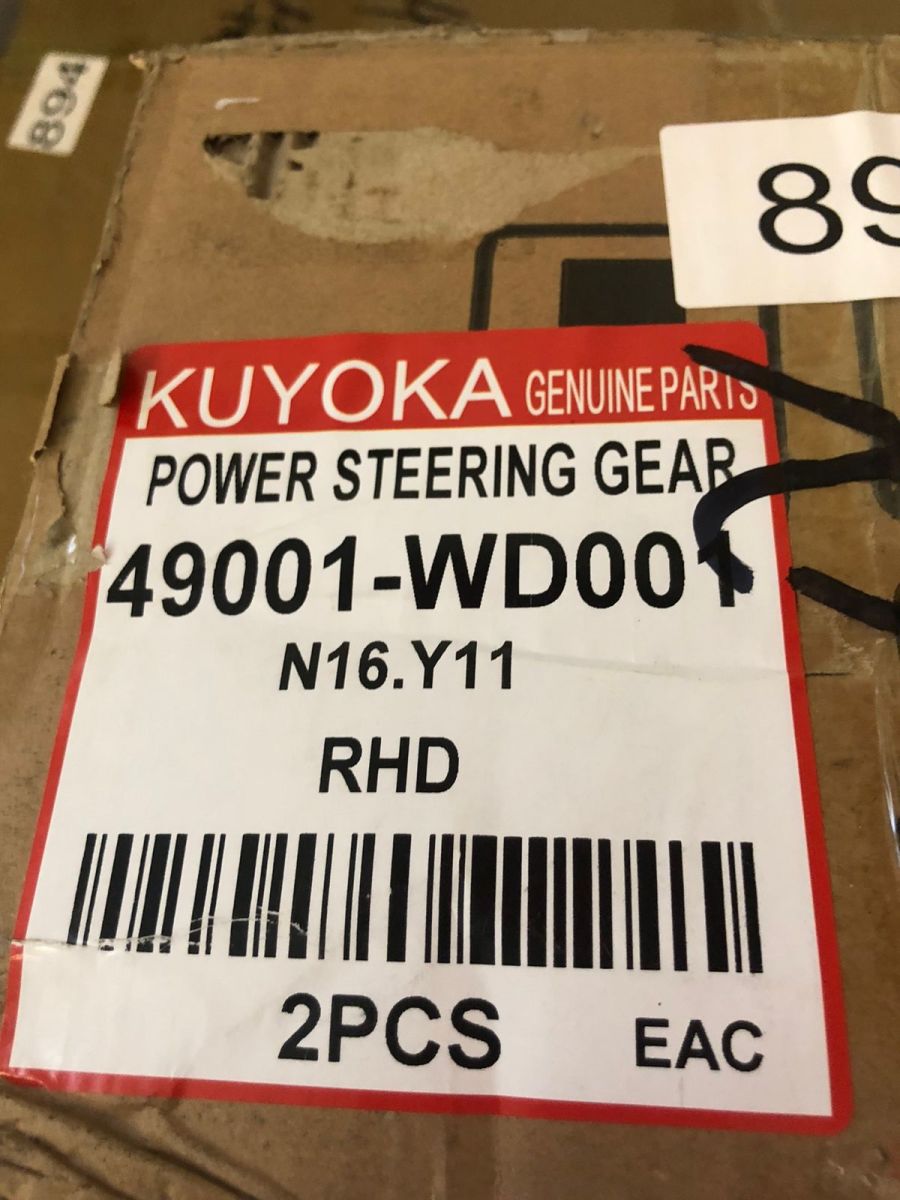 894
89
KUYOKA GENUINE PARTS
POWER STEERING GEAR
49001-WD001
N16.Y11
RHD
2PCS EAC